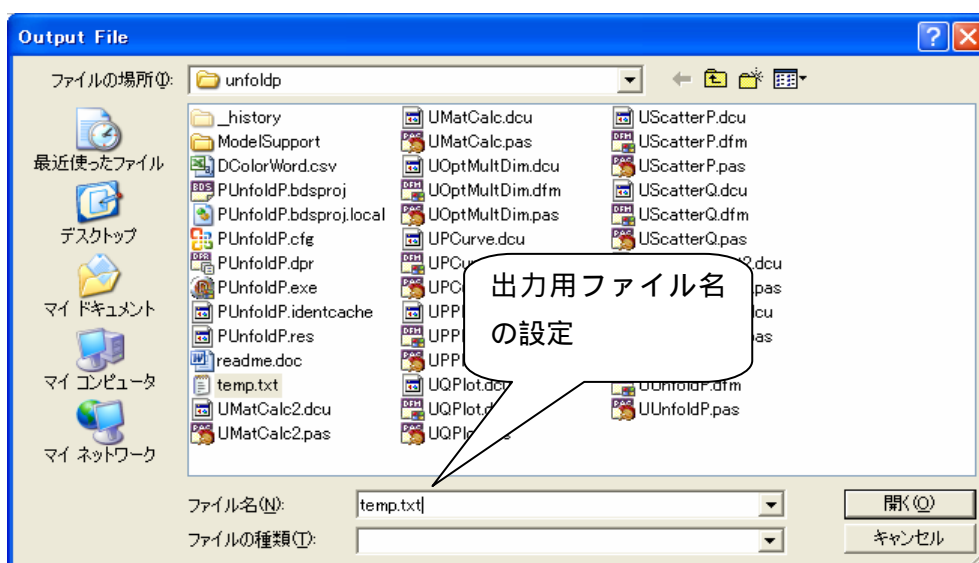 Output File
ファイルの場所(I):
unfoldp
最近使ったファイル
デスクトップ
マイ ドキュメント
マイ コンピュータ
マイ ネットワーク
_history
ModelSupport
DColorWord.csv
PUnfoldP.bdsproj
PUnfoldP.bdsproj.local
PUnfoldP.cfg
PUnfoldP.dpr
PUnfoldP.exe
PUnfoldP.identcache
PUnfoldP.res
readme.doc
temp.txt
UMatCalc2.dcu
UMatCalc2.pas
UMatCalc.dcu
UMatCalc.pas
UOptMultDim.dcu
UOptMultDim.dfm
UOptMultDim.pas
UPCurve.dcu
UQPlot.dcu
UScatterP.dcu
UScatterP.dfm
UScatterP.pas
UScatterQ.dcu
UScatterQ.dfm
UScatterQ.pas
UUnfoldP.dfm
UUnfoldP.pas
出力用ファイル名
の設定
ファイル名(N):
temp.txt
開く(O)
ファイルの種類(T):
キャンセル